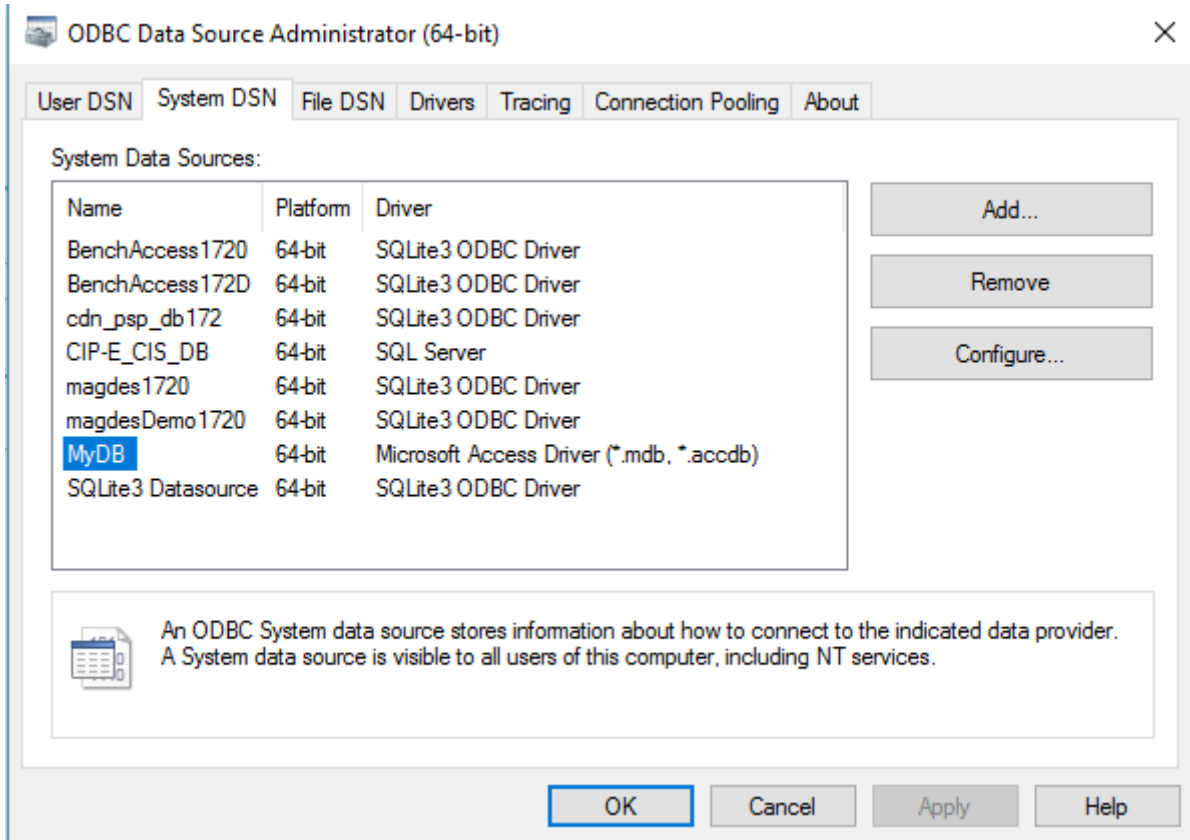 ODBC Data Source Administrator (64-bit)
User DSN System DSN File DSN Drivers Tracing Connection Pooling About
System Data Sources:
Name Platform Driver
BenchAccess1720 64-bit SQLite3 ODBC Driver
BenchAccess172D 64-bit SQLite3 ODBC Driver
cdn_psp_db172 64-bit SQLite3 ODBC Driver
CIP-E_CIS_DB 64-bit SQL Server
magdes1720 64-bit SQLite3 ODBC Driver
magdesDemo1720 64-bit SQLite3 ODBC Driver
MyDB 64-bit Microsoft Access Driver (*.mdb, *.accdb)
SQLite3 Datasource 64-bit SQLite3 ODBC Driver
Add...
Remove
Configure...
An ODBC System data source stores information about how to connect to the indicated data provider.
A System data source is visible to all users of this computer, including NT services.
OK Cancel Apply Help